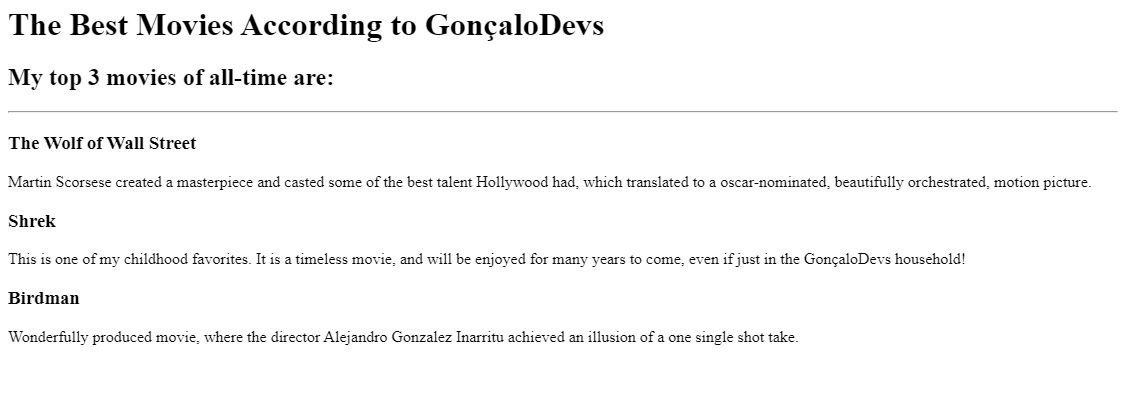 The Best Movies According to GonçaloDevs
My top 3 movies of all-time are:
The Wolf of Wall Street
Martin Scorsese created a masterpiece and casted some of the best talent Hollywood had, which translated to a oscar-nominated, beautifully orchestrated, motion picture.
Shrek
This is one of my childhood favorites. It is a timeless movie, and will be enjoyed for many years to come, even if just in the GonçaloDevs household!
Birdman
Wonderfully produced movie, where the director Alejandro Gonzalez Inarritu achieved an illusion of a one single shot take.